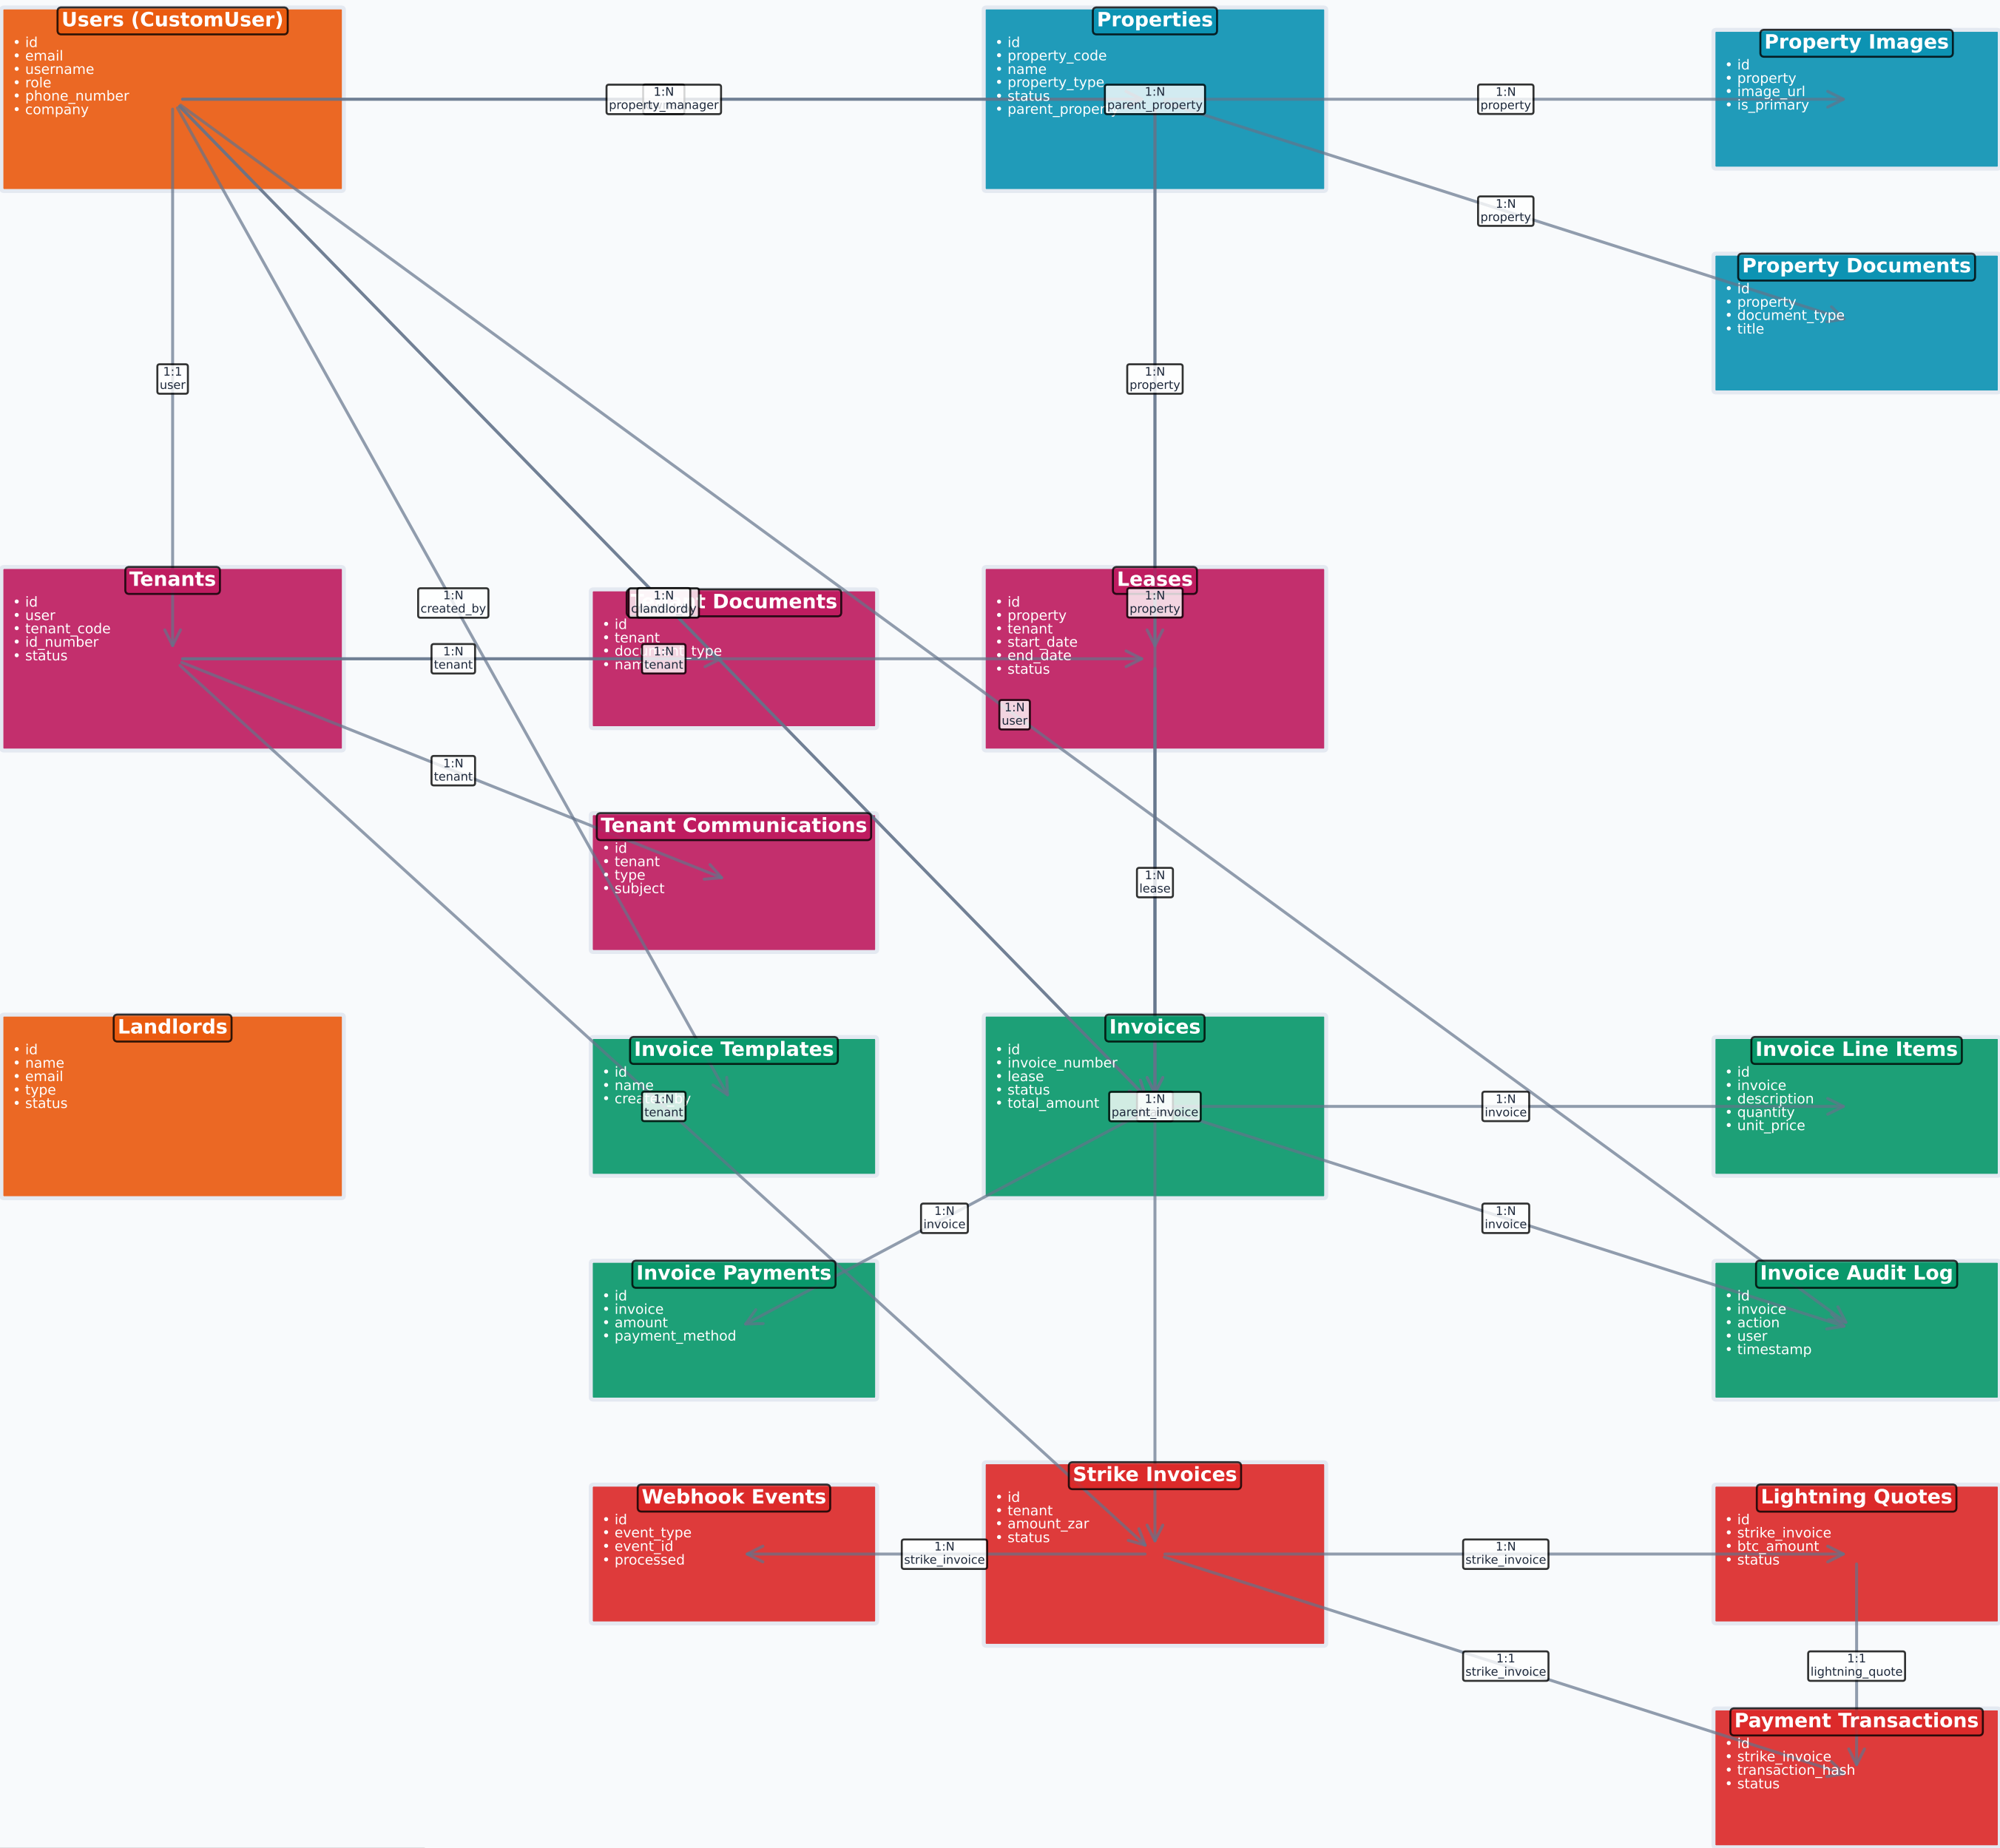 Users (CustomUser)
• id
• email
• username
• role
• phone_number
• company
Properties
• id
• property_code
• name
• property_type
• status
Property Images
• id
• property
• image_url
• is_primary
1:N
property_manager
1:N
parent_property
1:N
property
1:N
property
Property Documents
• id
• property
• document_type
• title
1:1
user
1:N
property
Tenants
• id
• user
• tenant_code
• id_number
• status
1:N
created_by
1:N
landlord
Documents
• id
• tenant
1:N
tenant
1:N
tenant
Leases
• id
• property
• tenant
• start_date
• end_date
• status
1:N
property
1:N
user
1:N
tenant
Tenant Communications
• id
• tenant
• type
• subject
1:N
lease
Landlords
• id
• name
• email
• type
• status
Invoice Templates
• id
• name
1:N
tenant
Invoices
• id
• invoice_number
• lease
• status
• total_amount
1:N
parent_invoice
1:N
invoice
Invoice Line Items
• id
• invoice
• description
• quantity
• unit_price
1:N
invoice
1:N
invoice
Invoice Payments
• id
• invoice
• amount
• payment_method
Invoice Audit Log
• id
• invoice
• action
• user
• timestamp
Webhook Events
• id
• event_type
• event_id
• processed
1:N
strike_invoice
Strike Invoices
• id
• tenant
• amount_zar
• status
1:N
strike_invoice
Lightning Quotes
• id
• strike_invoice
• btc_amount
• status
1:1
strike_invoice
1:1
lightning_quote
Payment Transactions
• id
• strike_invoice
• transaction_hash
• status